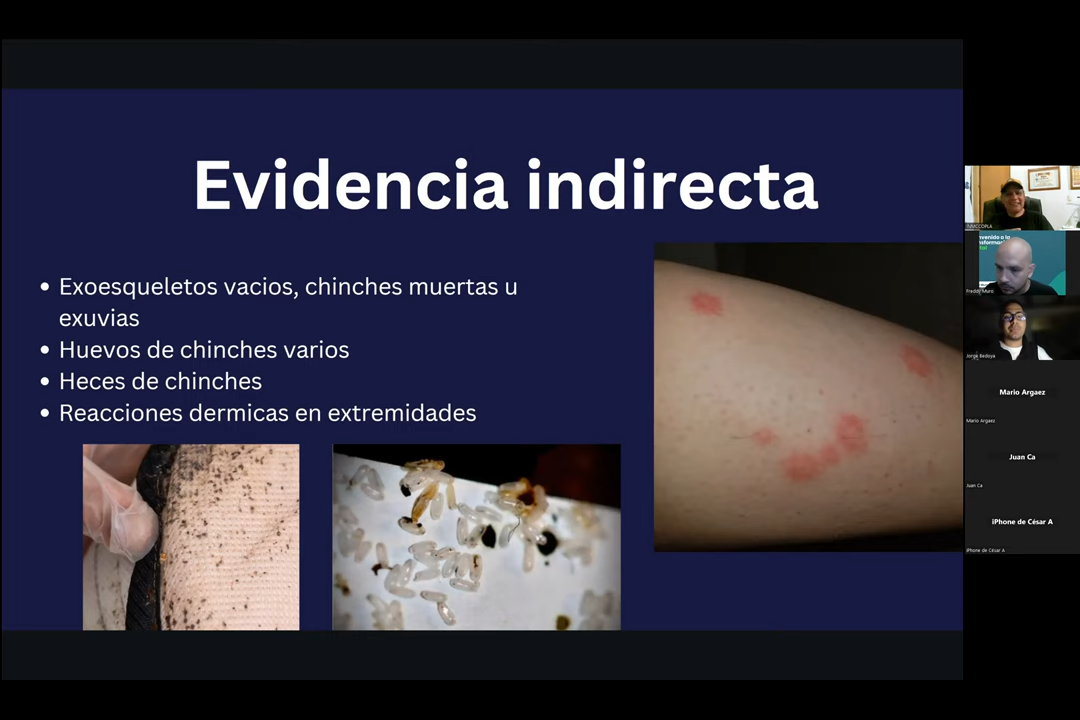 Evidencia indirecta
• Exoesqueletos vacios, chinches muertas u
exuvias
• Huevos de chinches varios
• Heces de chinches
• Reacciones dermicas en extremidades
Freddy Muro
Jorge Bedoya
Mario Argaez
Mario Argaez
Juan Ca
Juan Ca
iPhone de César A
iPhone de César A